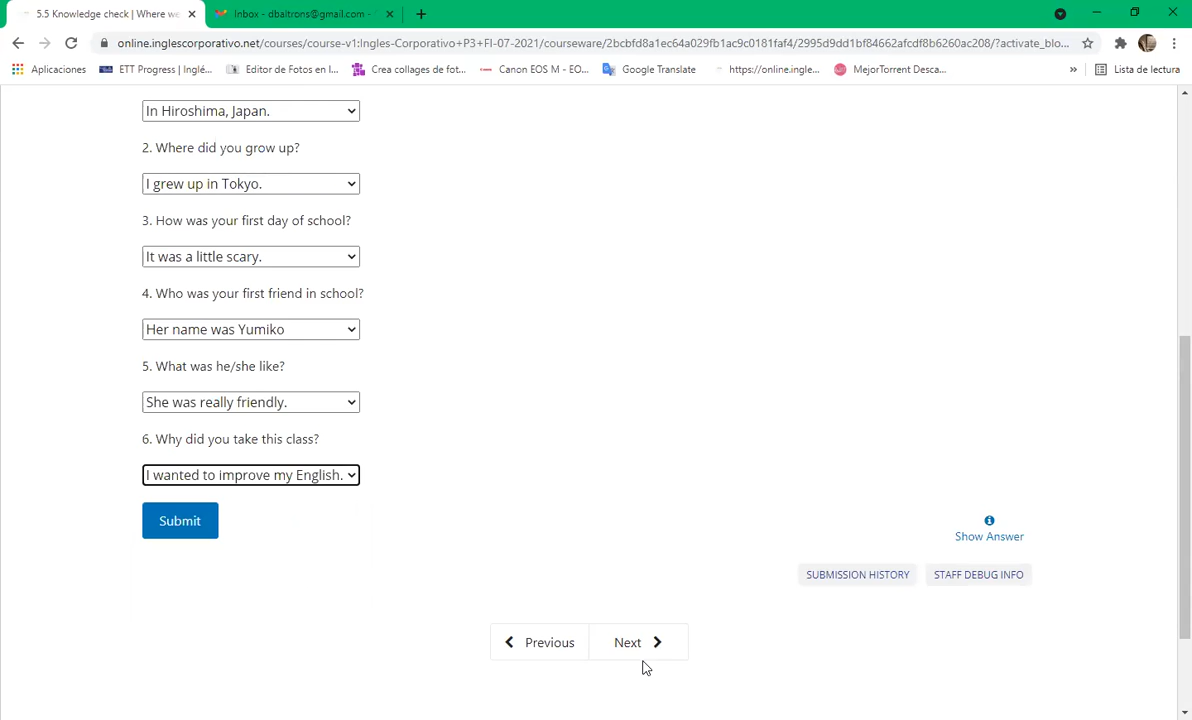 5.5 Knowledge check | Where we
Inbox - dbaltrons@gmail.com -
online.inglescorporativo.net/courses/course-v1:Ingles-Corporativo+P3+FI-07-2021/courseware/2bcbfd8a1ec64a029fb1ac9c0181faf4/2995d9dd1bf84662afcdf8b6260ac208/?activate_blo...
Aplicaciones
ETT Progress | Inglé...
Editor de Fotos en l...
Crea collages de fot...
Canon EOS M - EO...
Google Translate
https://online.ingle...
MejorTorrent Desca...
»
Lista de lectura
In Hiroshima, Japan.
2. Where did you grow up?
I grew up in Tokyo.
3. How was your first day of school?
It was a little scary.
4. Who was your first friend in school?
Her name was Yumiko
5. What was he/she like?
She was really friendly.
6. Why did you take this class?
I wanted to improve my English.
Submit
Show Answer
SUBMISSION HISTORY
STAFF DEBUG INFO
Previous
Next